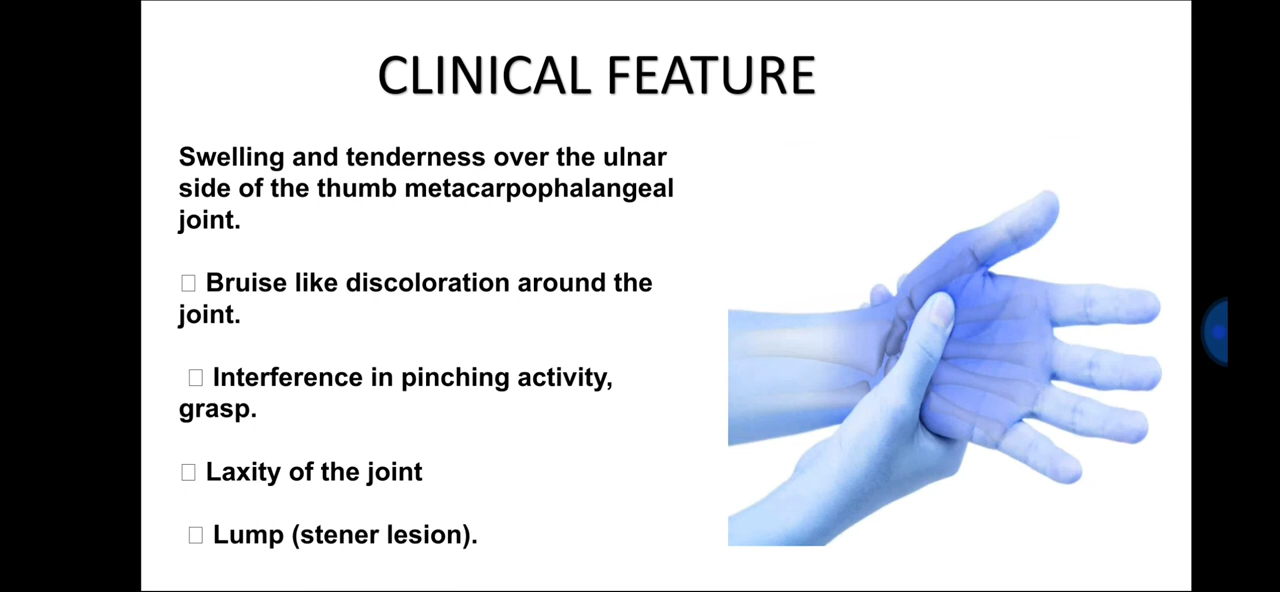 CLINICAL FEATURE
Swelling and tenderness over the ulnar
side of the thumb metacarpophalangeal
joint.
□ Bruise like discoloration around the
joint.
□ Interference in pinching activity,
grasp.
□ Laxity of the joint
□ Lump (stener lesion).